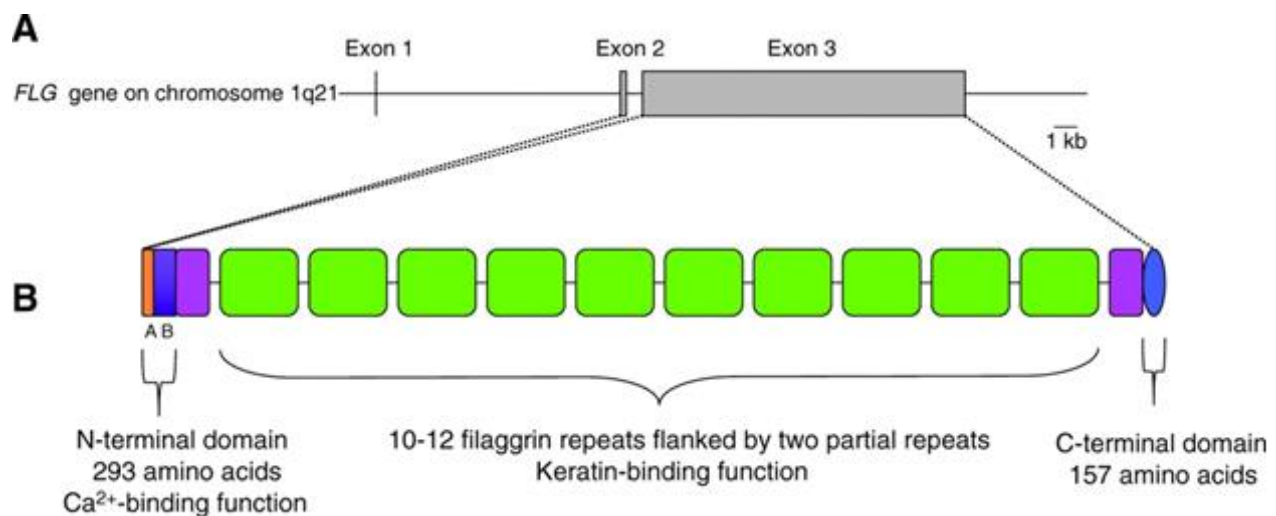 A
Exon 1 Exon 2 Exon 3
FLG gene on chromosome 1q21
1 kb
B
A B
N-terminal domain
293 amino acids
Ca²⁺-binding function
10-12 filaggrin repeats flanked by two partial repeats
Keratin-binding function
C-terminal domain
157 amino acids